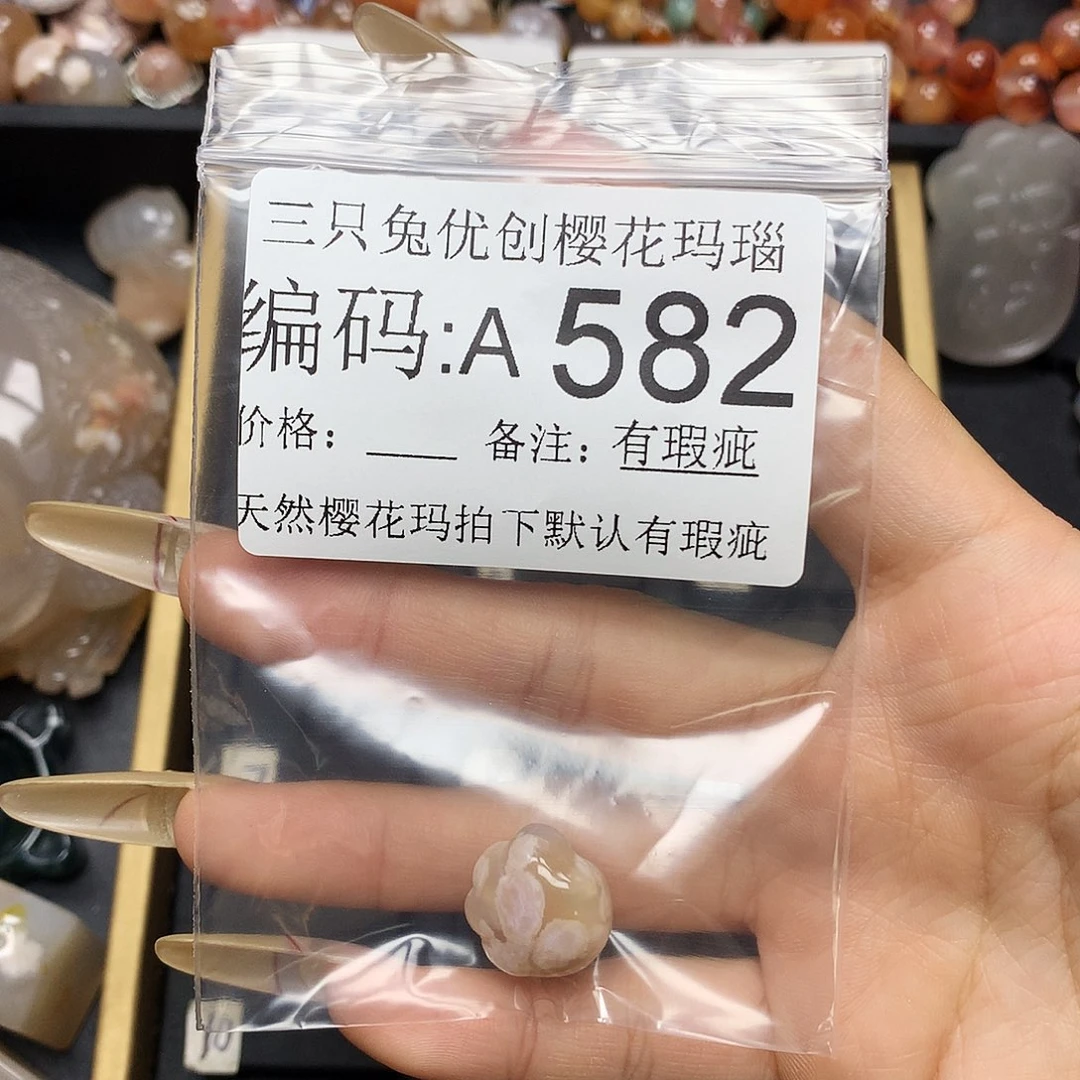 三只兔优创樱花玛瑙
编码:A 582
价格：___ 备注：有瑕疵
天然樱花玛拍下默认有瑕疵